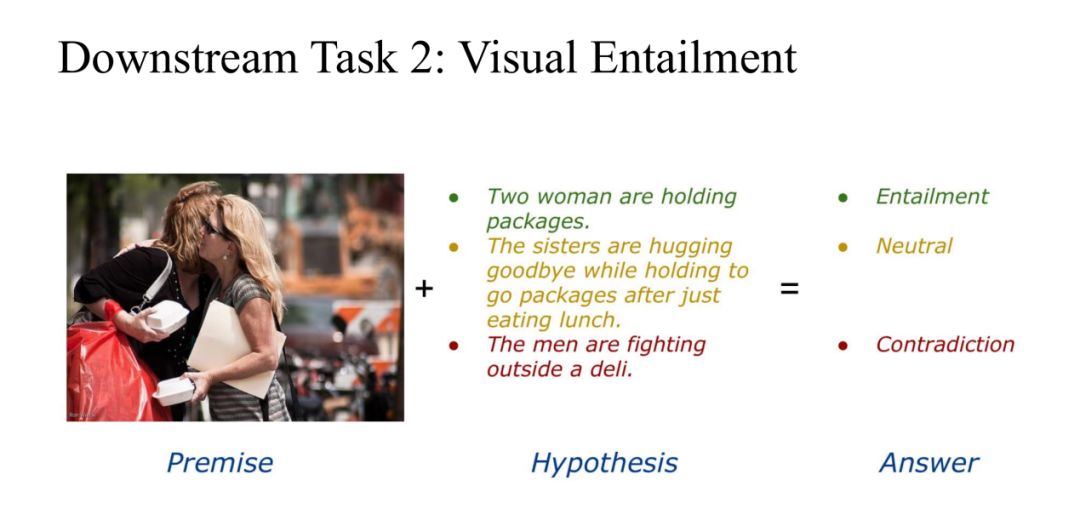 Downstream Task 2: Visual Entailment
• Two woman are holding
packages.
• The sisters are hugging
goodbye while holding to
go packages after just
eating lunch.
• The men are fighting
outside a deli.
+
=
• Entailment
• Neutral
• Contradiction
Premise
Hypothesis
Answer